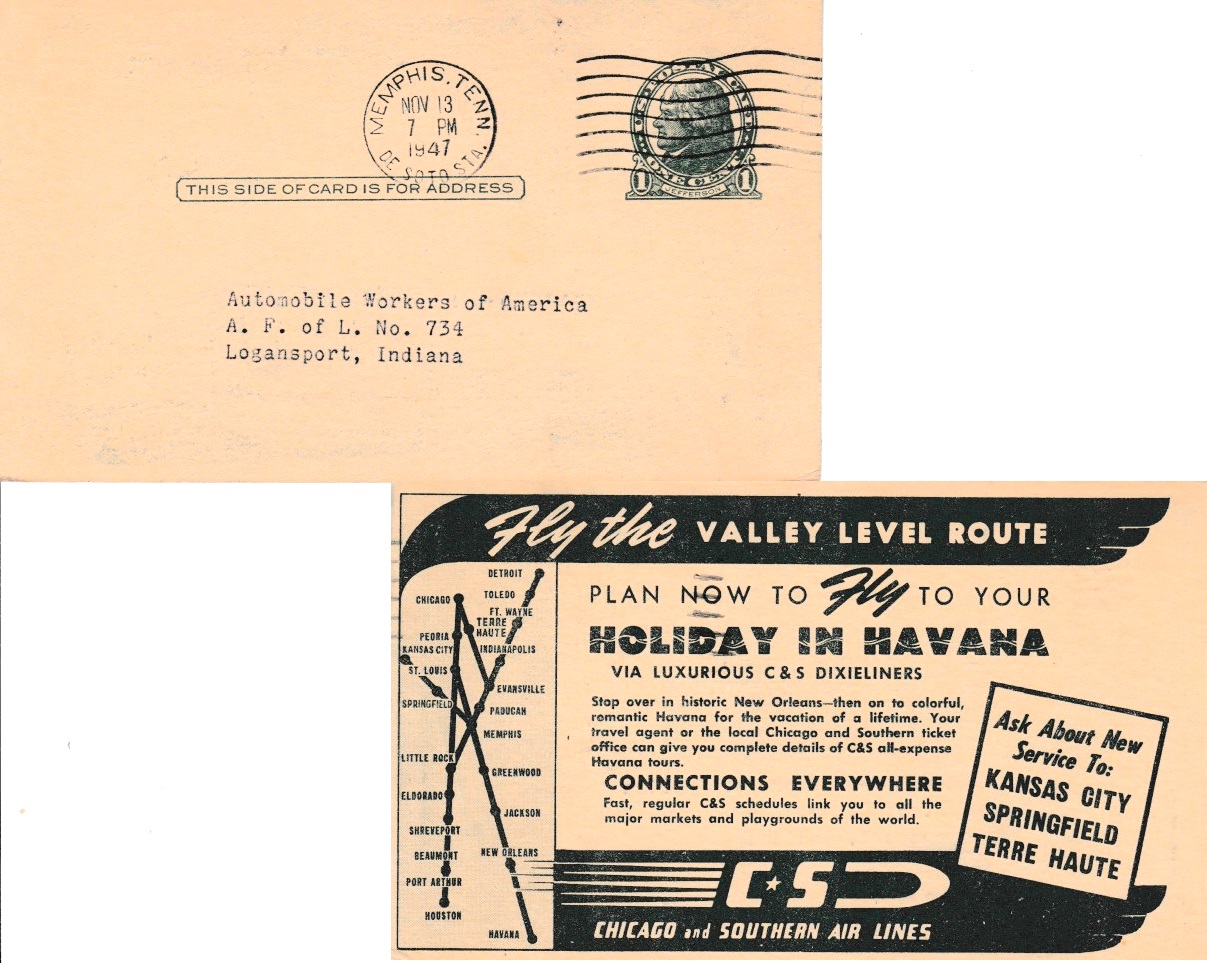 MEMPHIS, TENN.
NOV 13
7 PM
1947
DE SOTO STA.
U.S. POSTAL CARD
ONE CENT
1 JEFFERSON 1
THIS SIDE OF CARD IS FOR ADDRESS
Automobile Workers of America
A. F. of L. No. 734
Logansport, Indiana
Fly the VALLEY LEVEL ROUTE
DETROIT
CHICAGO
TOLEDO
FT. WAYNE
TERRE
HAUTE
PEORIA
KANSAS CITY
INDIANAPOLIS
ST. LOUIS
EVANSVILLE
SPRINGFIELD
PADUCAH
MEMPHIS
LITTLE ROCK
GREENWOOD
ELDORADO
JACKSON
SHREVEPORT
BEAUMONT
NEW ORLEANS
PORT ARTHUR
HOUSTON
HAVANA
PLAN NOW TO Fly TO YOUR
HOLIDAY IN HAVANA
VIA LUXURIOUS C&S DIXIELINERS
Stop over in historic New Orleans—then on to colorful,
romantic Havana for the vacation of a lifetime. Your
travel agent or the local Chicago and Southern ticket
office can give you complete details of C&S all-expense
Havana tours.
CONNECTIONS EVERYWHERE
Fast, regular C&S schedules link you to all the
major markets and playgrounds of the world.
Ask About New
Service To:
KANSAS CITY
SPRINGFIELD
TERRE HAUTE
C★S
CHICAGO and SOUTHERN AIR LINES